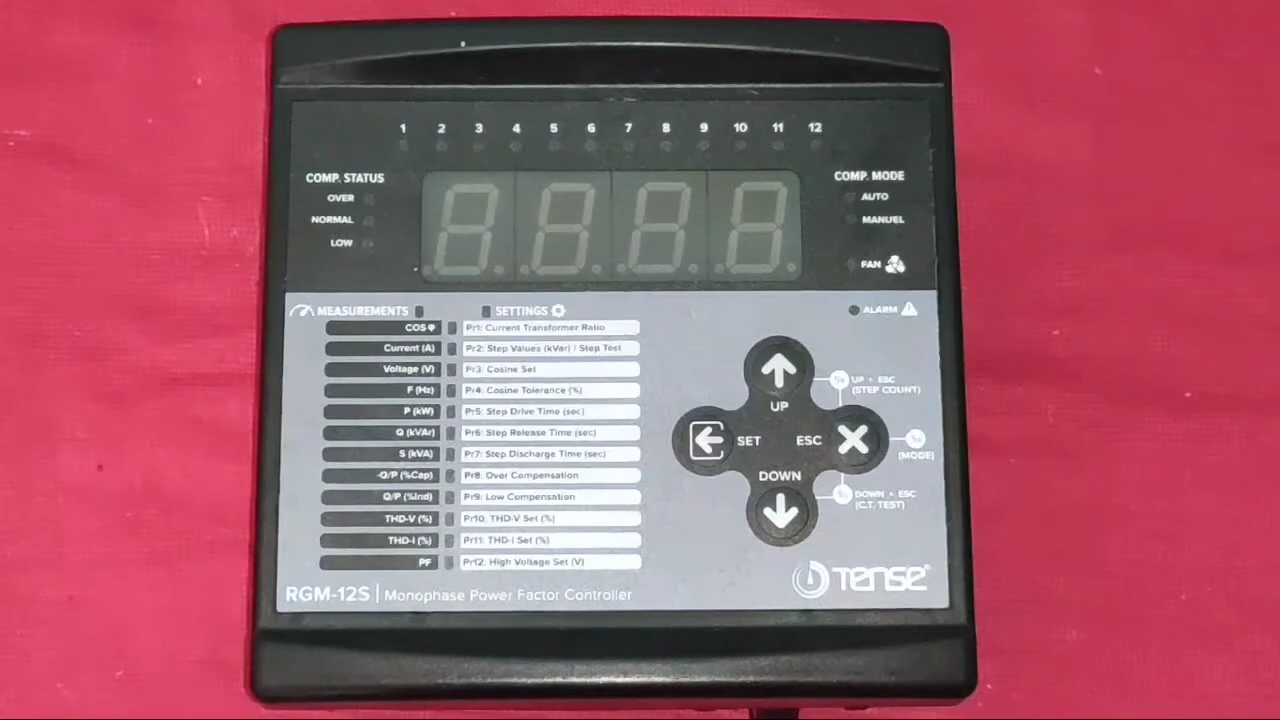 1 2 3 4 5 6 7 8 9 10 11 12
COMP. STATUS
OVER
NORMAL
LOW
COMP. MODE
AUTO
MANUEL
FAN
MEASUREMENTS
SETTINGS
ALARM
COS φ
Pr1: Current Transformer Ratio
Current (A)
Pr2: Step Values (kVar) / Step Test
Voltage (V)
Pr3: Cosine Set
F (Hz)
Pr4: Cosine Tolerance (%)
P (kW)
Pr5: Step Drive Time (sec)
Q (kVAr)
Pr6: Step Release Time (sec)
S (kVA)
Pr7: Step Discharge Time (sec)
-Q/P (%Cap)
Pr8: Over Compensation
Q/P (%Ind)
Pr9: Low Compensation
THD-V (%)
Pr10: THD-V Set (%)
THD-I (%)
Pr11: THD-I Set (%)
PF
Pr12: High Voltage Set (V)
UP
SET
ESC
DOWN
5s
UP + ESC
(STEP COUNT)
5s
(MODE)
5s
DOWN + ESC
(C.T. TEST)
RGM-12S | Monophase Power Factor Controller
TENSE®